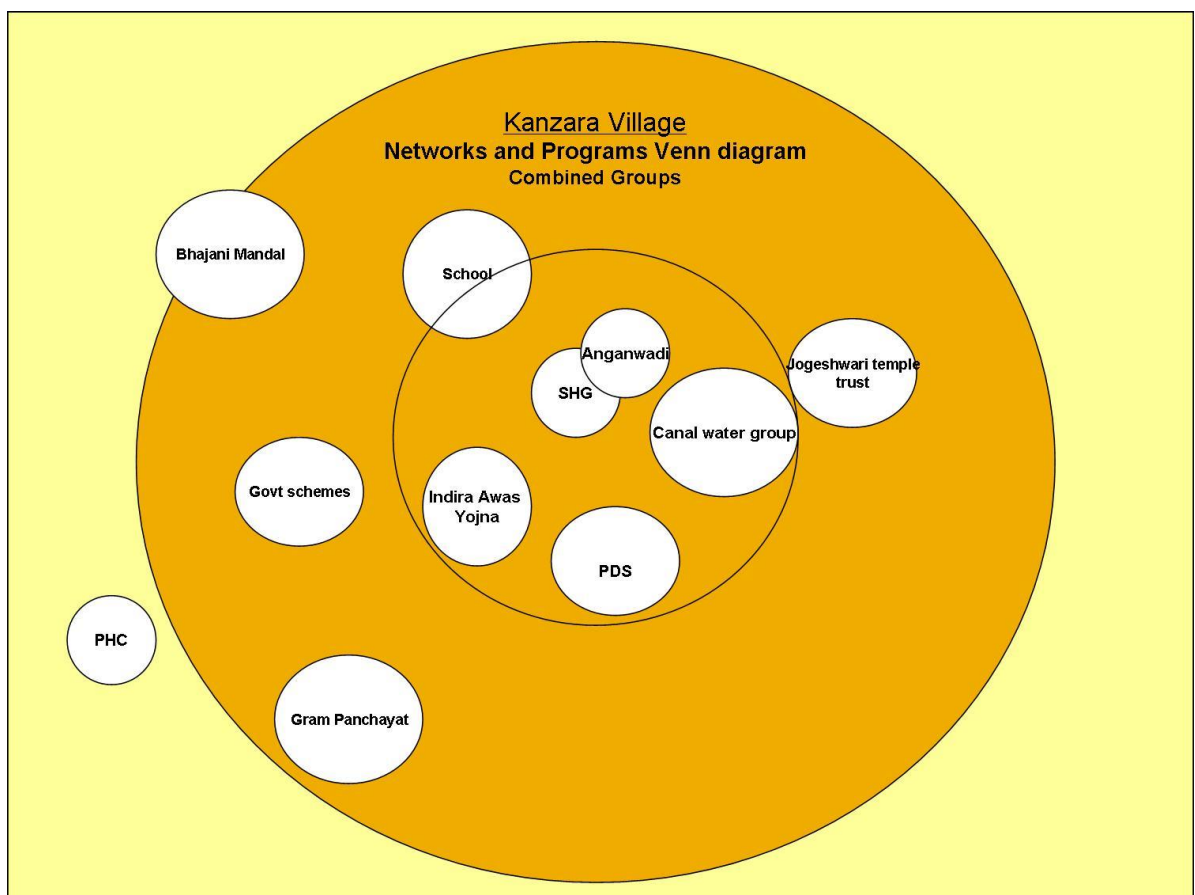 Kanzara Village
Networks and Programs Venn diagram
Combined Groups
Bhajani Mandal
School
Anganwadi
SHG
Jogeshwari temple
trust
Canal water group
Govt schemes
Indira Awas
Yojna
PDS
PHC
Gram Panchayat